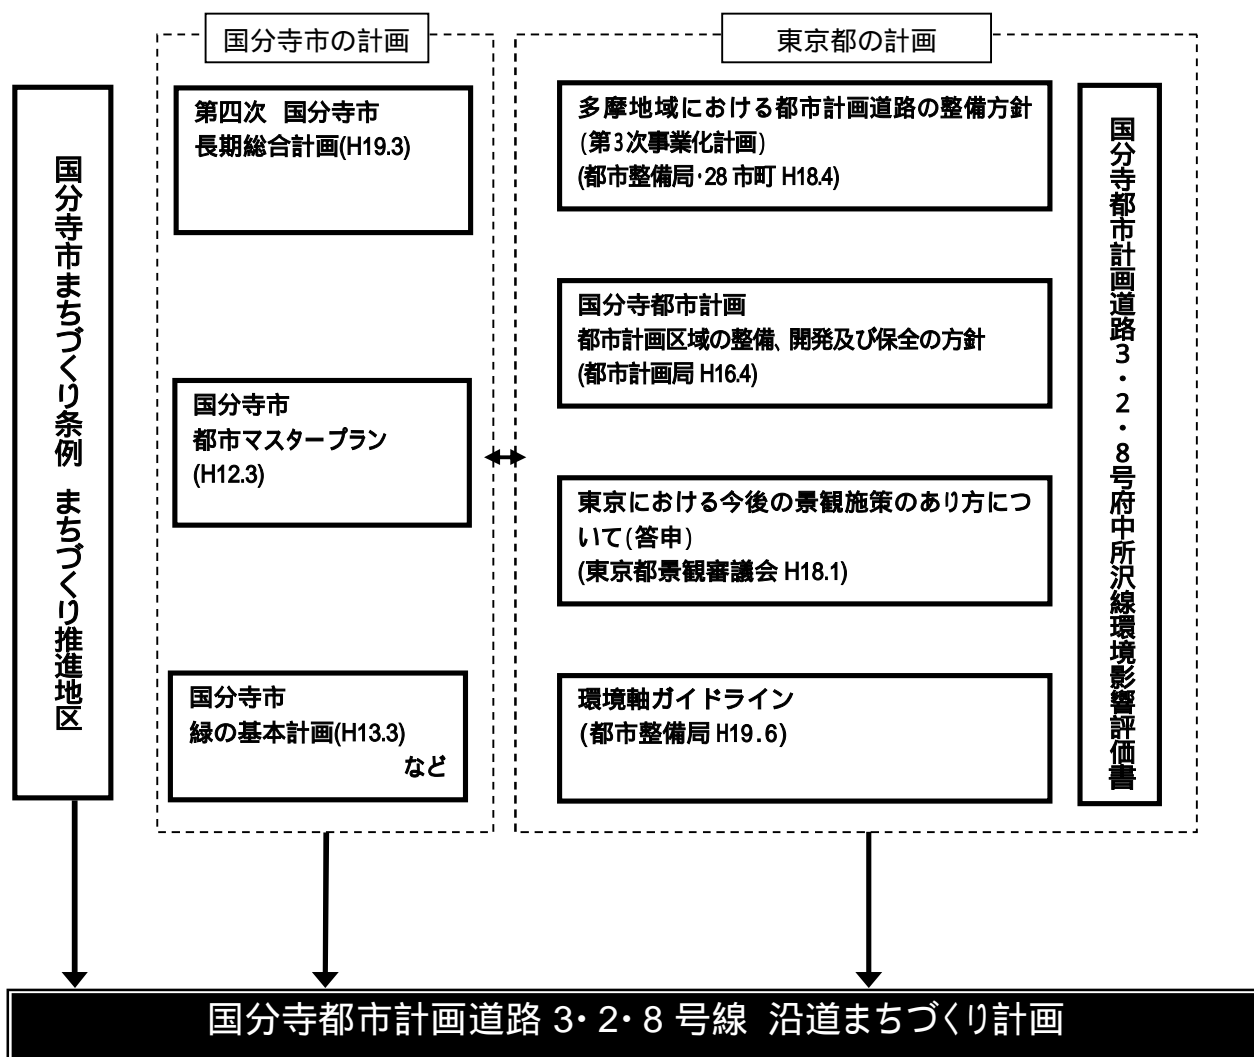 国分寺市の計画
東京都の計画
国分寺市まちづくり条例 まちづくり推進地区
第四次 国分寺市
長期総合計画(H19.3)
国分寺市
都市マスタープラン
(H12.3)
国分寺市
緑の基本計画(H13.3)
など
多摩地域における都市計画道路の整備方針
(第3次事業化計画)
(都市整備局・28市町 H18.4)
国分寺都市計画
都市計画区域の整備、開発及び保全の方針
(都市計画局 H16.4)
東京における今後の景観施策のあり方につ
いて(答申)
(東京都景観審議会 H18.1)
環境軸ガイドライン
(都市整備局 H19.6)
国分寺都市計画道路3・2・8号府中所沢線環境影響評価書
国分寺都市計画道路 3・2・8 号線 沿道まちづくり計画